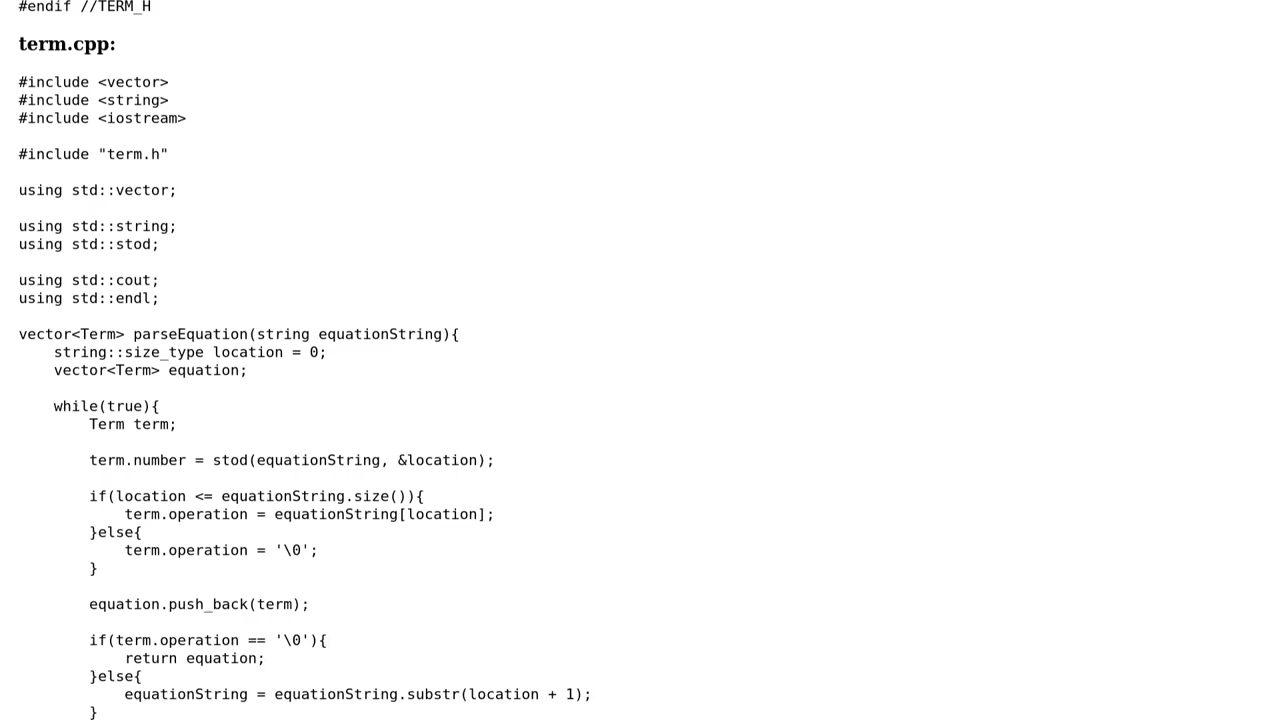 #endif //TERM_H
term.cpp:
#include <vector>
#include <string>
#include <iostream>
#include "term.h"
using std::vector;
using std::string;
using std::stod;
using std::cout;
using std::endl;
vector<Term> parseEquation(string equationString){
    string::size_type location = 0;
    vector<Term> equation;
    while(true){
        Term term;
        term.number = stod(equationString, &location);
        if(location <= equationString.size()){
            term.operation = equationString[location];
        }else{
            term.operation = '\0';
        }
        equation.push_back(term);
        if(term.operation == '\0'){
            return equation;
        }else{
            equationString = equationString.substr(location + 1);
        }